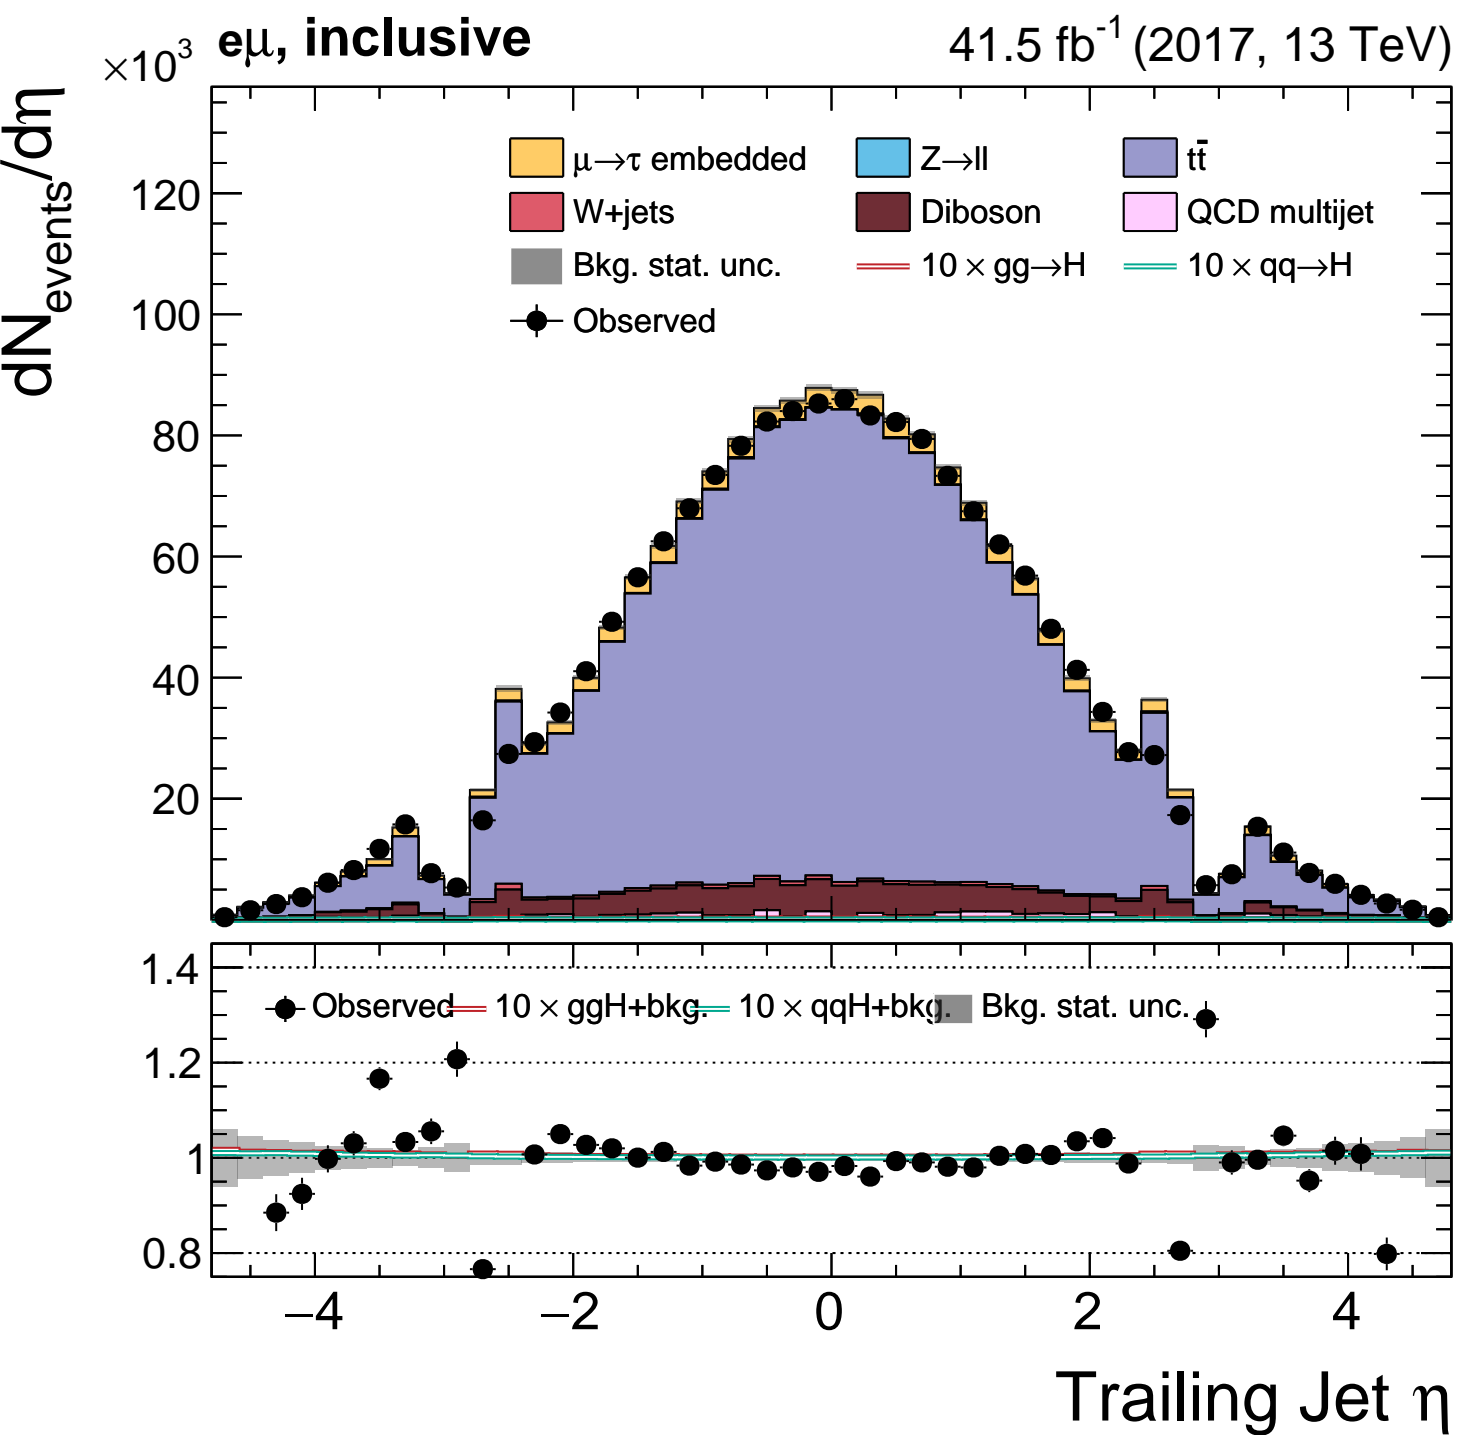 ×10³ eμ, inclusive 41.5 fb⁻¹ (2017, 13 TeV)
dN_events/dη
μ→τ embedded Z→ll tt̄
W+jets Diboson QCD multijet
Bkg. stat. unc. 10 × gg→H 10 × qq→H
Observed
120
100
80
60
40
20
1.4
Observed 10 × ggH+bkg. 10 × qqH+bkg. Bkg. stat. unc.
1.2
1
0.8
−4 −2 0 2 4
Trailing Jet η